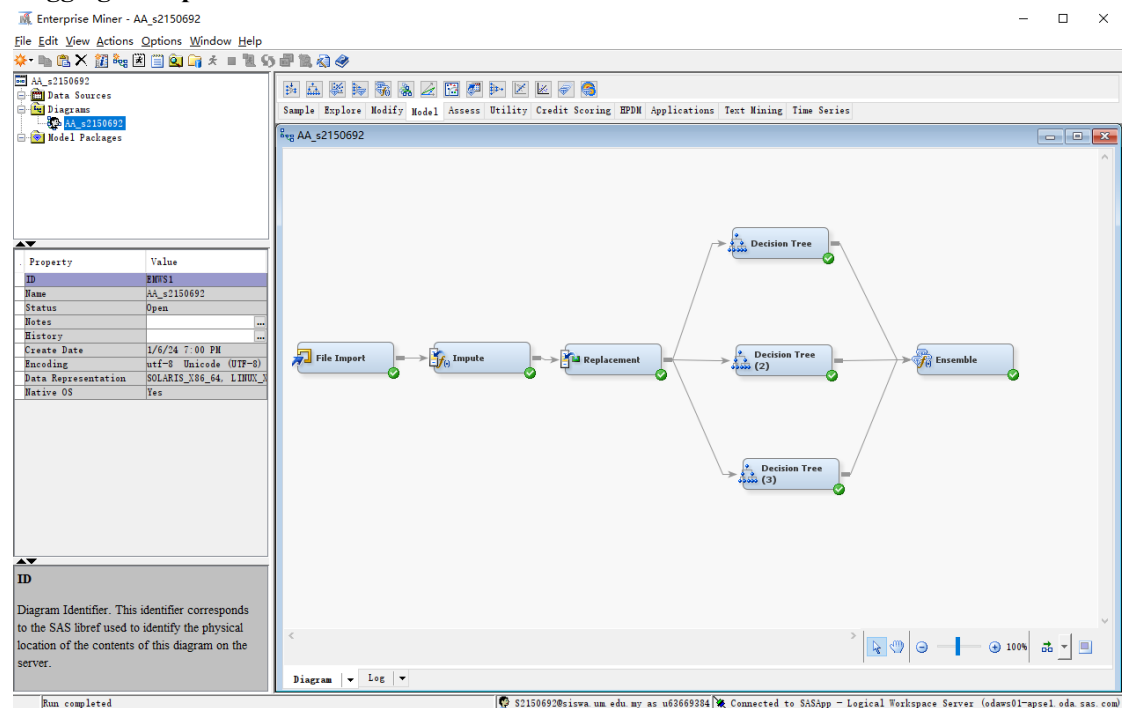 Enterprise Miner - AA_s2150692
File Edit View Actions Options Window Help
AA_s2150692
Data Sources
Diagrams
AA_s2150692
Model Packages
Sample Explore Modify Model Assess Utility Credit Scoring HPDM Applications Text Mining Time Series
AA_s2150692
Property Value
ID EMWS1
Name AA_s2150692
Status Open
Notes ...
History ...
Create Date 1/6/24 7:00 PM
Encoding utf-8 Unicode (UTF-8)
Data Representation SOLARIS_X86_64, LINUX_X
Native OS Yes
Decision Tree
File Import
Impute
Replacement
Decision Tree
(2)
Ensemble
Decision Tree
(3)
ID
Diagram Identifier. This identifier corresponds
to the SAS libref used to identify the physical
location of the contents of this diagram on the
server.
100%
Diagram Log
Run completed
S2150692@siswa.um.edu.my as u63669384 Connected to SASApp - Logical Workspace Server (odaws01-apse1.oda.sas.com)